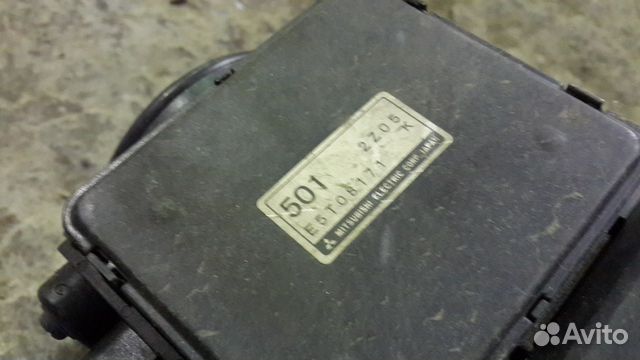 501 2Z05 K
E5T08171
MITSUBISHI ELECTRIC CORP. JAPAN
Avito